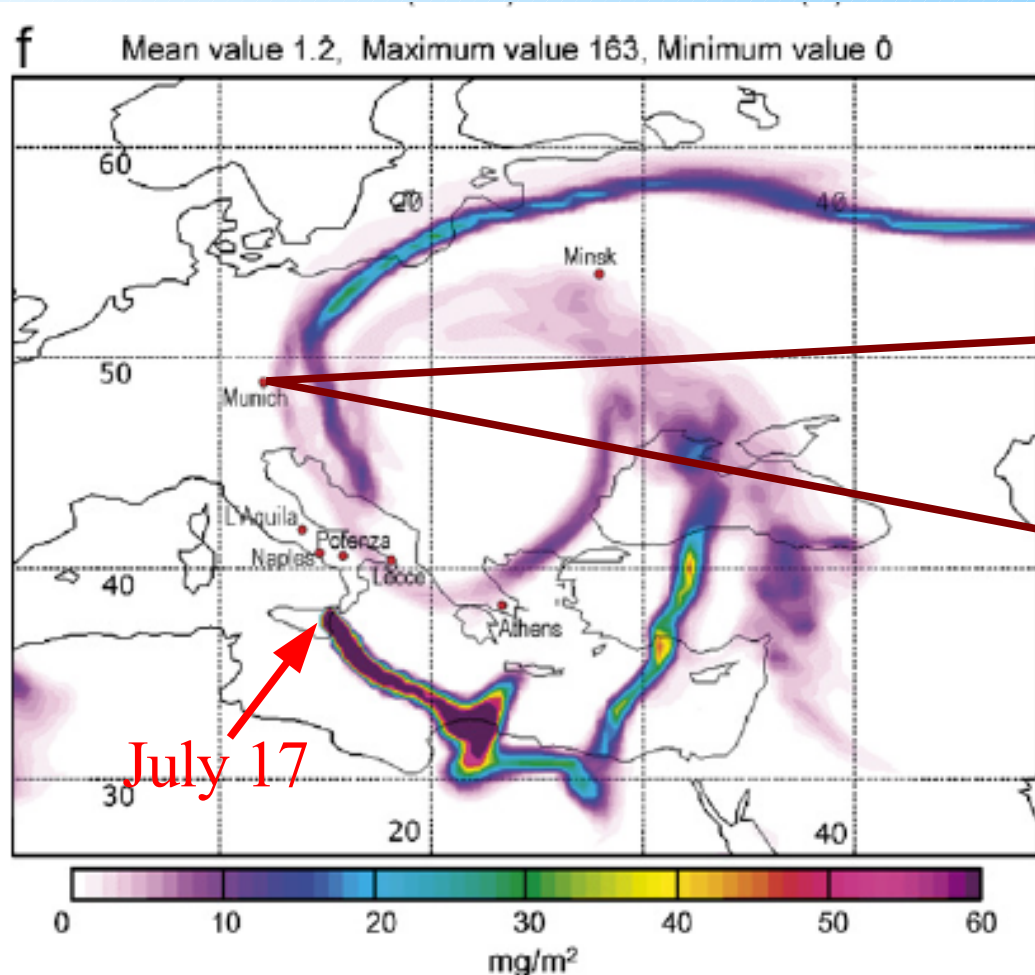 f
Mean value 1.2, Maximum value 163, Minimum value 0
60
20
40
Minsk
50
Munich
L'Aquila
Potenza
Naples
Lecce
40
Athens
July 17
30
20
40
0 10 20 30 40 50 60
mg/m²